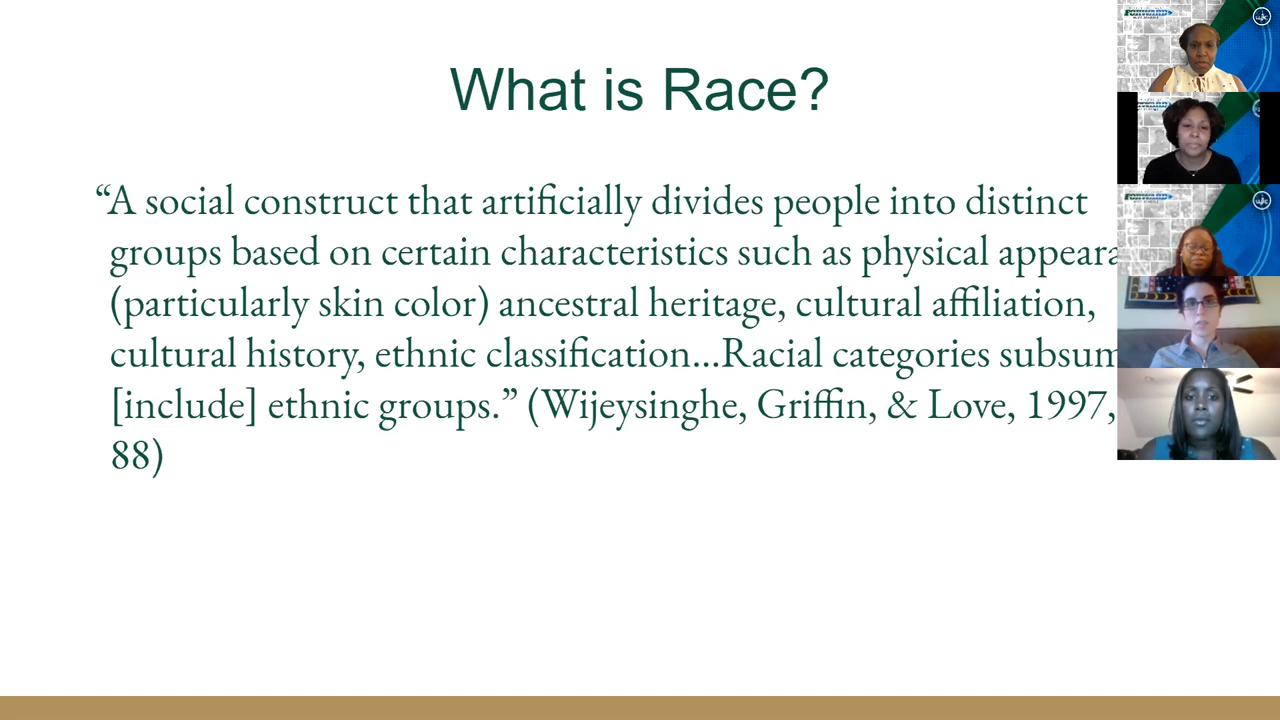 What is Race?
“A social construct that artificially divides people into distinct
groups based on certain characteristics such as physical appeara
(particularly skin color) ancestral heritage, cultural affiliation,
cultural history, ethnic classification...Racial categories subsum
[include] ethnic groups.” (Wijeysinghe, Griffin, & Love, 1997,
88)
FORWARD